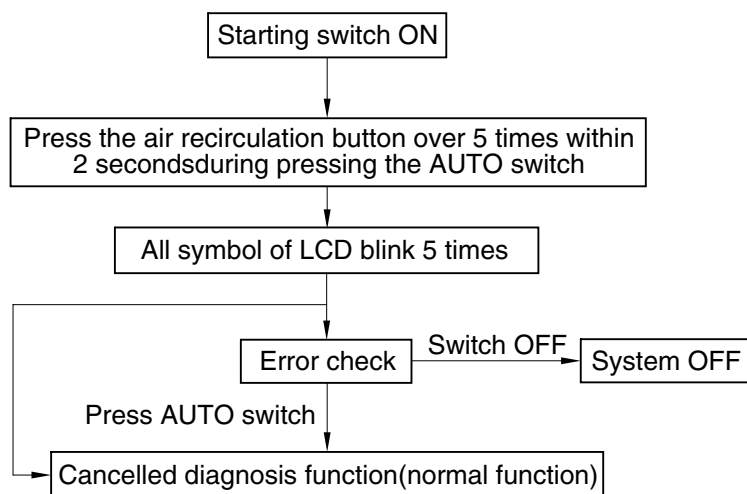 Starting switch ON
Press the air recirculation button over 5 times within
2 secondsduring pressing the AUTO switch
All symbol of LCD blink 5 times
Error check
Switch OFF
System OFF
Press AUTO switch
Cancelled diagnosis function(normal function)